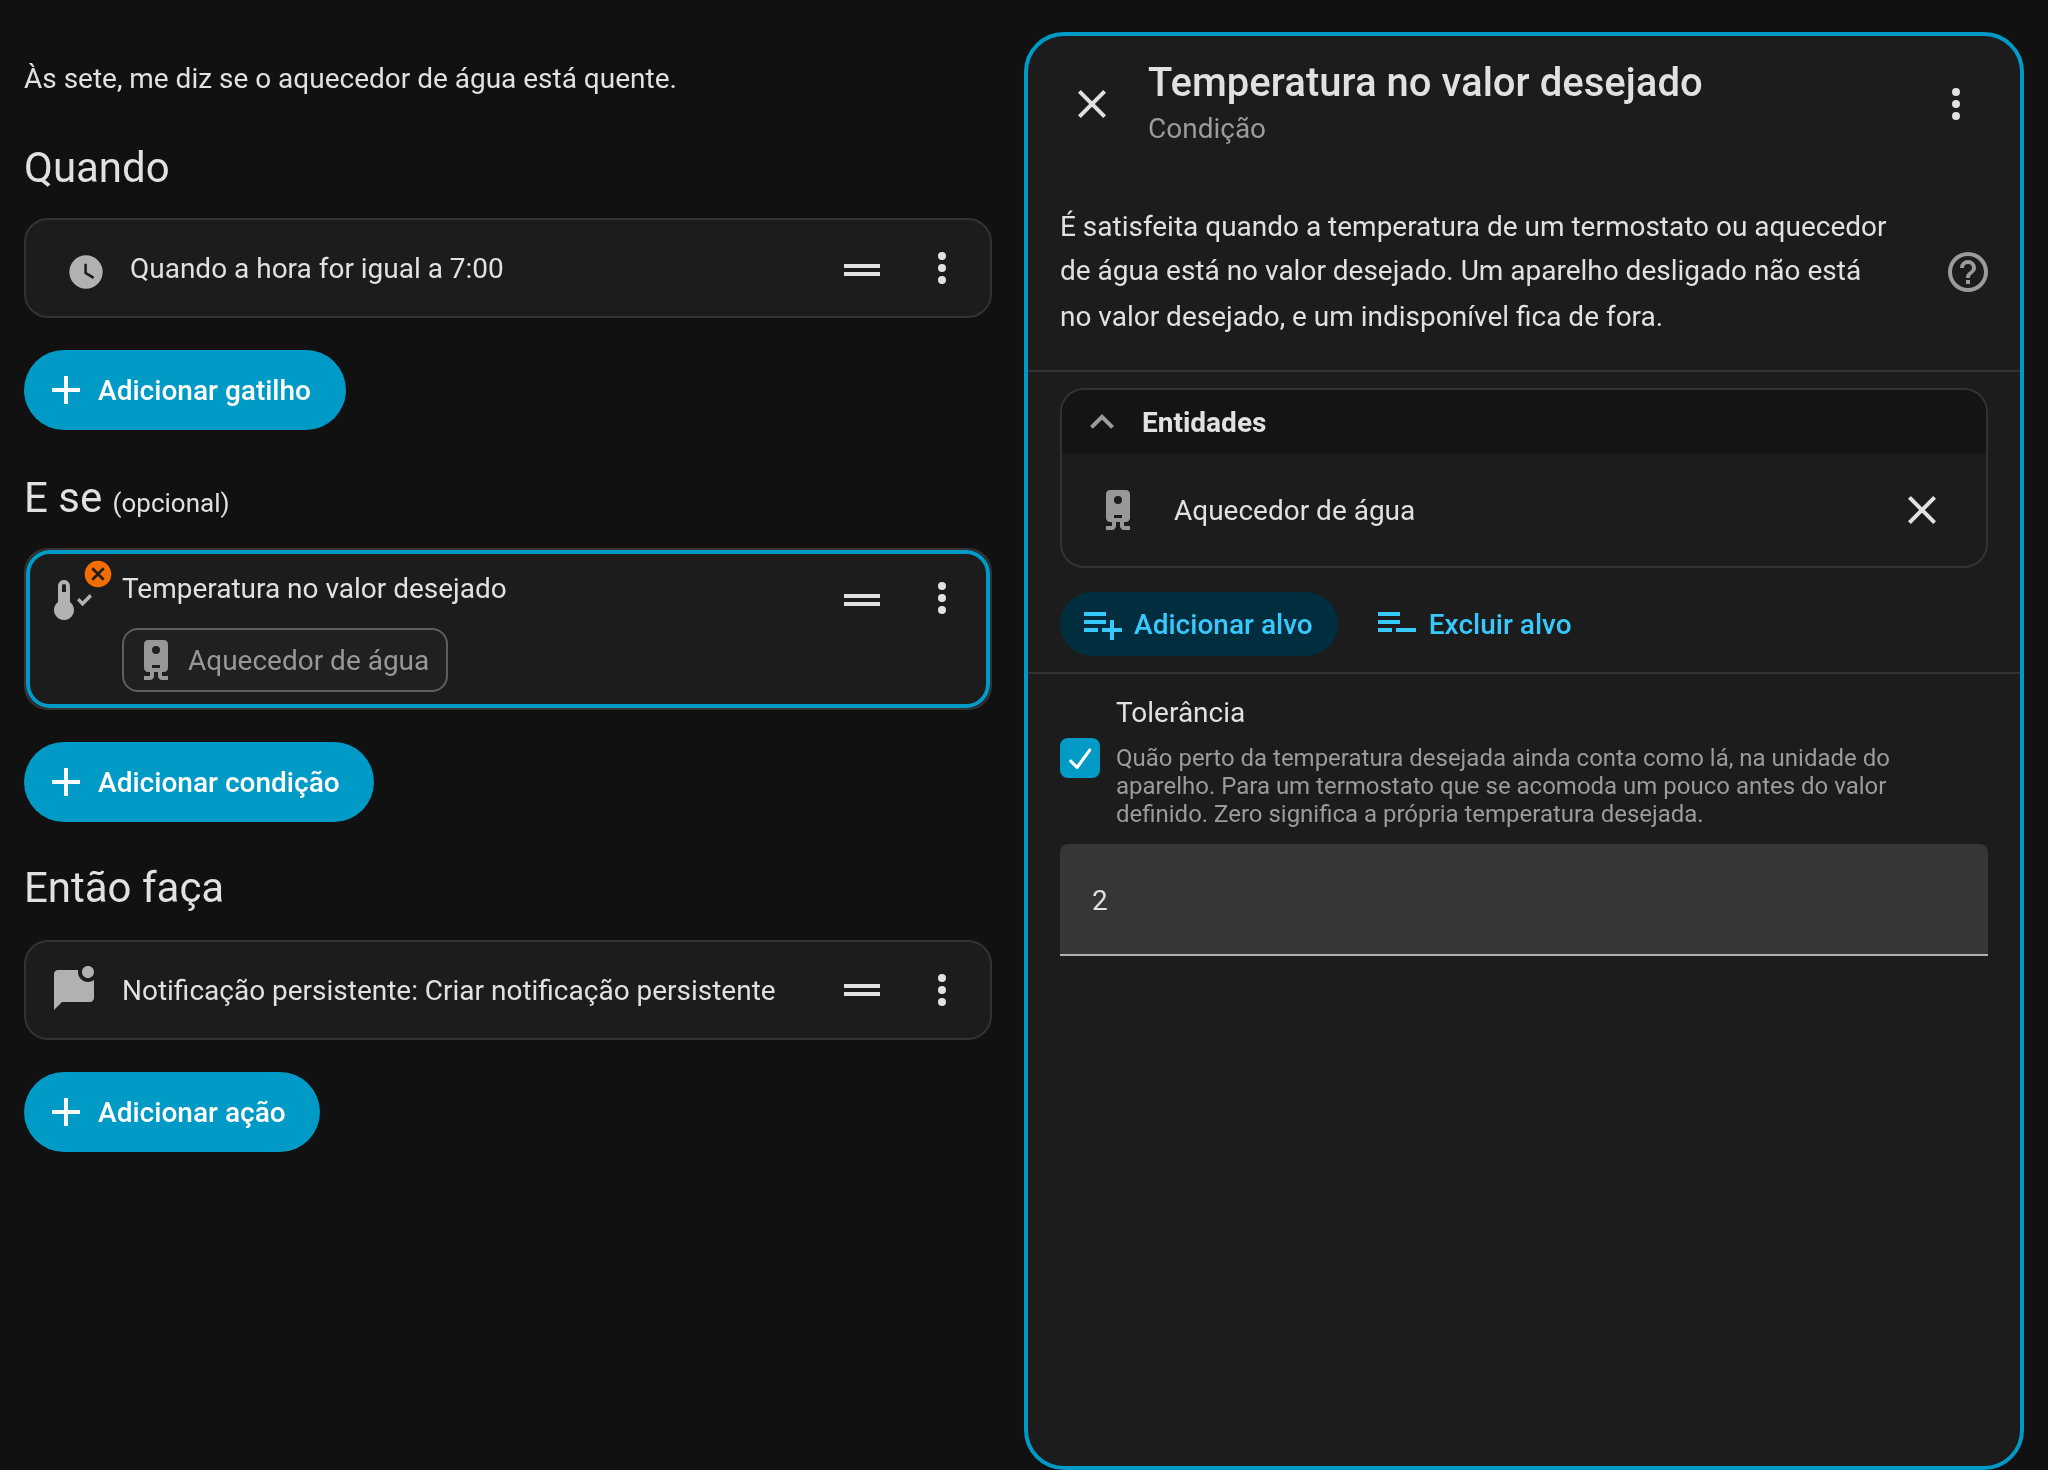 Às sete, me diz se o aquecedor de água está quente.
Quando
Quando a hora for igual a 7:00
Adicionar gatilho
E se (opcional)
Temperatura no valor desejado
Aquecedor de água
Adicionar condição
Então faça
Notificação persistente: Criar notificação persistente
Adicionar ação
Temperatura no valor desejado
Condição
É satisfeita quando a temperatura de um termostato ou aquecedor
de água está no valor desejado. Um aparelho desligado não está
no valor desejado, e um indisponível fica de fora.
Entidades
Aquecedor de água
Adicionar alvo
Excluir alvo
Tolerância
Quão perto da temperatura desejada ainda conta como lá, na unidade do
aparelho. Para um termostato que se acomoda um pouco antes do valor
definido. Zero significa a própria temperatura desejada.
2